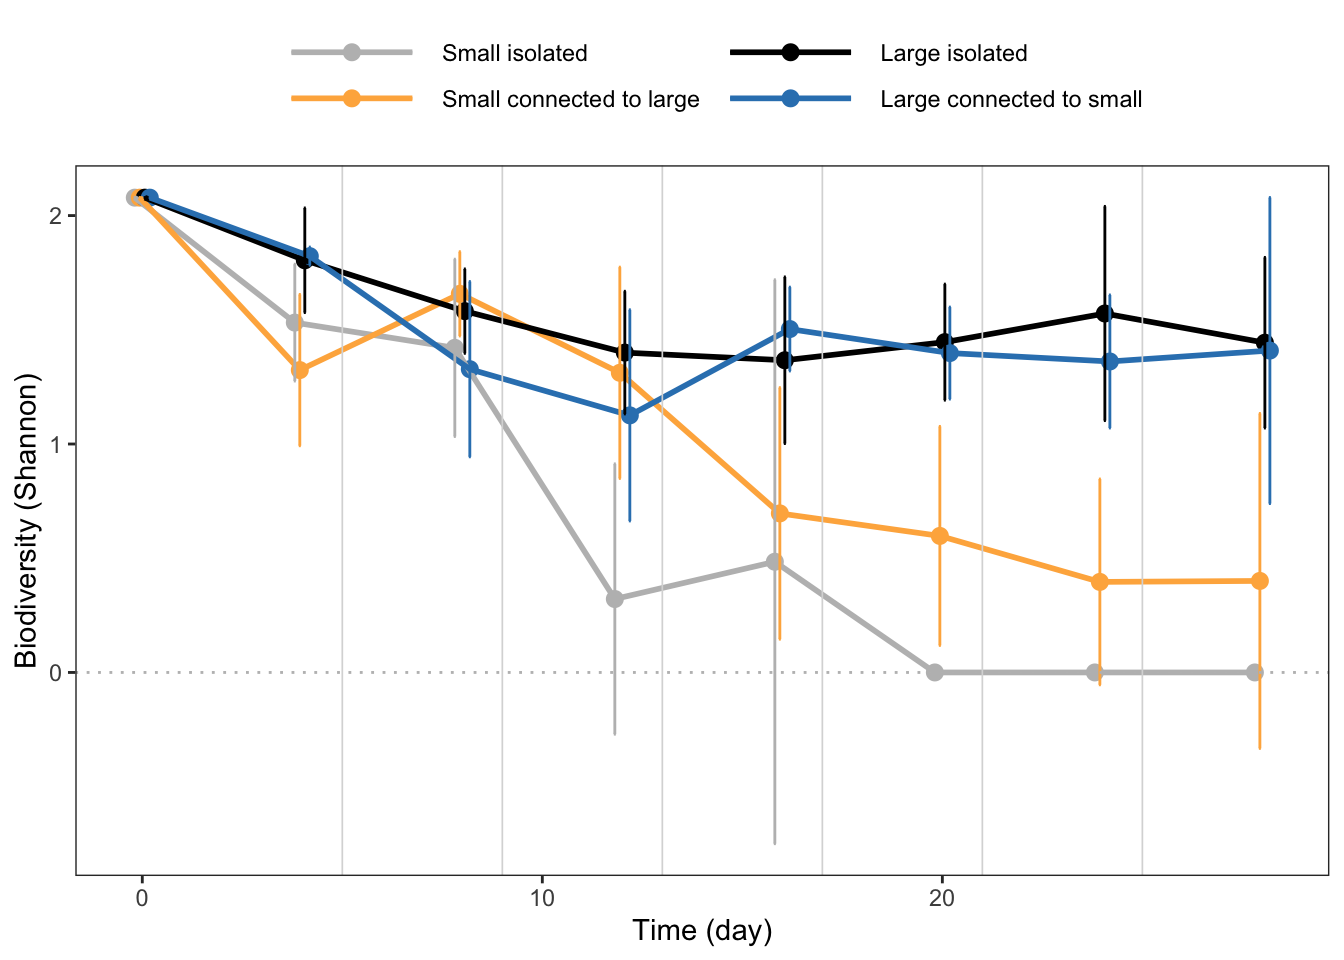 Small isolated
Large isolated
Small connected to large
Large connected to small
Biodiversity (Shannon)
2
1
0
0
10
20
Time (day)